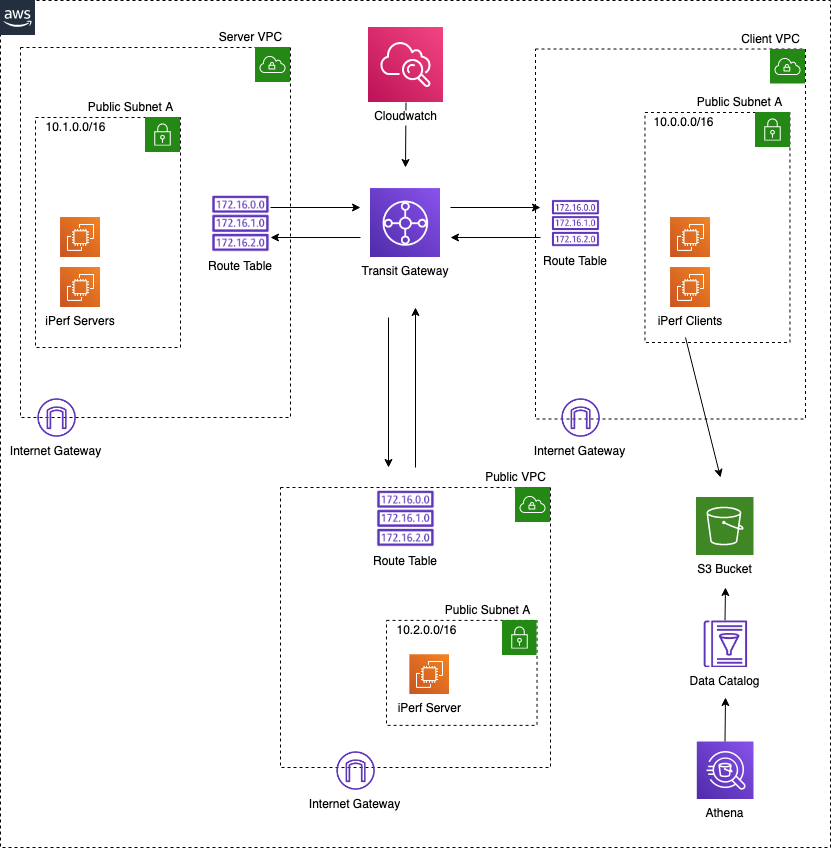 aws
Server VPC
Public Subnet A
10.1.0.0/16
iPerf Servers
172.16.0.0
172.16.1.0
172.16.2.0
Route Table
Internet Gateway
Cloudwatch
Transit Gateway
Client VPC
Public Subnet A
10.0.0.0/16
172.16.0.0
172.16.1.0
172.16.2.0
Route Table
iPerf Clients
Internet Gateway
Public VPC
172.16.0.0
172.16.1.0
172.16.2.0
Route Table
Public Subnet A
10.2.0.0/16
iPerf Server
Internet Gateway
S3 Bucket
Data Catalog
Athena